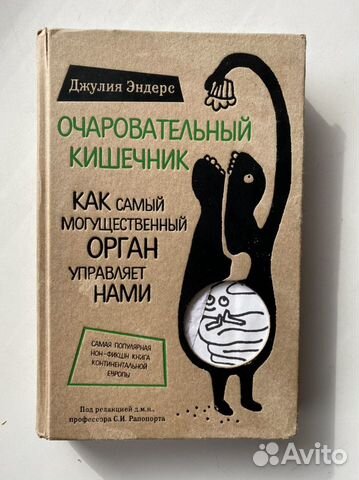 Джулия Эндерс
ОЧАРОВАТЕЛЬНЫЙ
КИШЕЧНИК
КАК САМЫЙ
МОГУЩЕСТВЕННЫЙ
ОРГАН
УПРАВЛЯЕТ
НАМИ
САМАЯ ПОПУЛЯРНАЯ
НОН-ФИКШН КНИГА
КОНТИНЕНТАЛЬНОЙ
ЕВРОПЫ
Под редакцией д.м.н.,
профессора С.И. Рапопорта
Avito